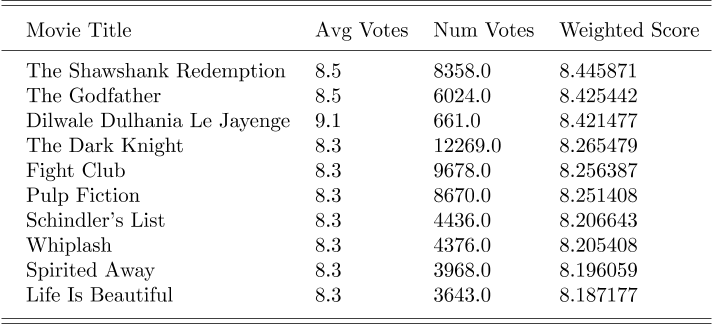 Movie Title Avg Votes Num Votes Weighted Score
The Shawshank Redemption 8.5 8358.0 8.445871
The Godfather 8.5 6024.0 8.425442
Dilwale Dulhania Le Jayenge 9.1 661.0 8.421477
The Dark Knight 8.3 12269.0 8.265479
Fight Club 8.3 9678.0 8.256387
Pulp Fiction 8.3 8670.0 8.251408
Schindler's List 8.3 4436.0 8.206643
Whiplash 8.3 4376.0 8.205408
Spirited Away 8.3 3968.0 8.196059
Life Is Beautiful 8.3 3643.0 8.187177